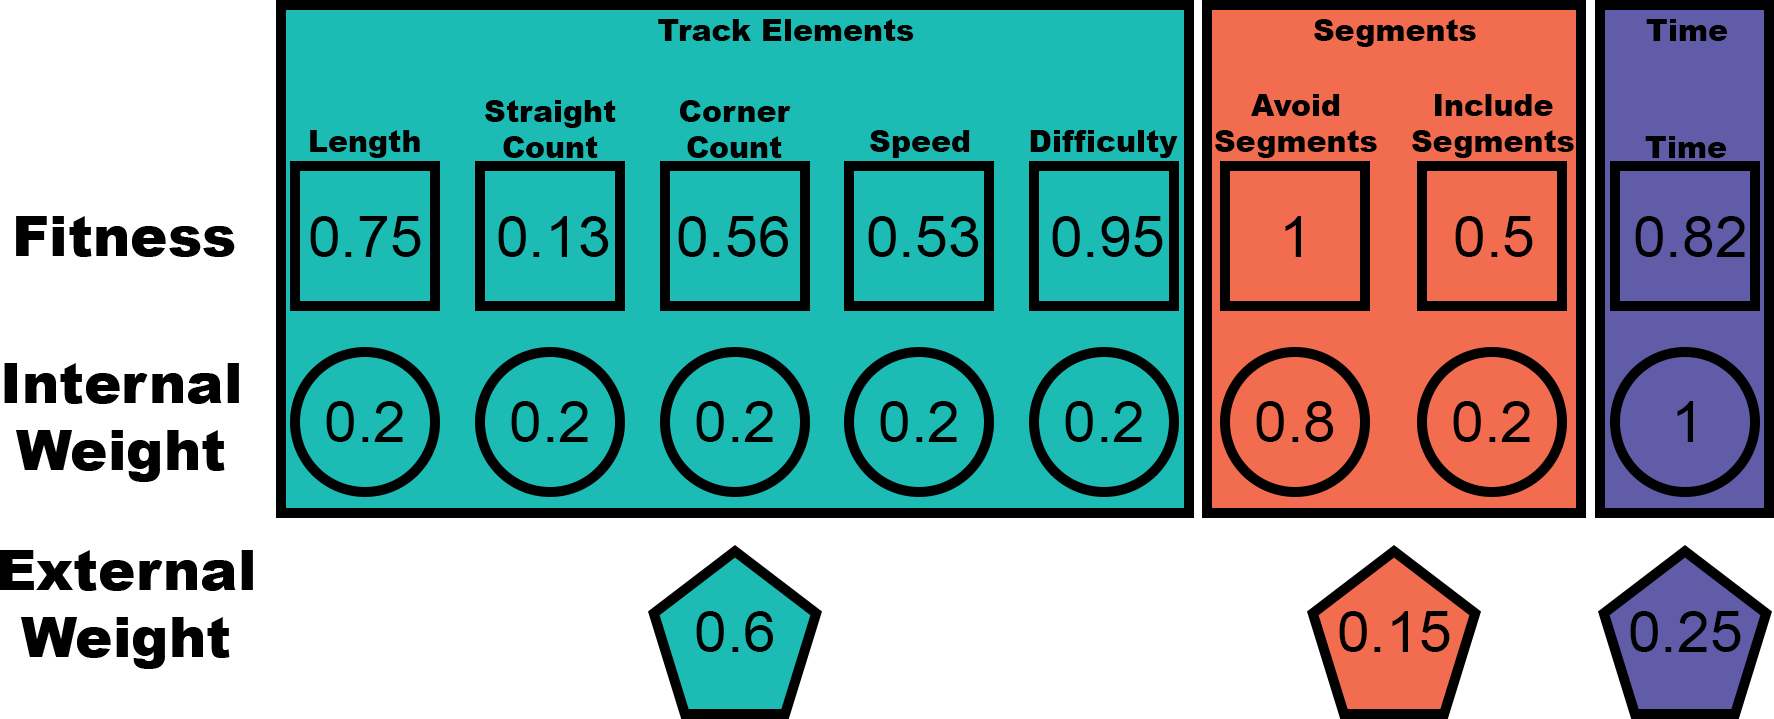 Track Elements
Segments
Time
Length
Straight
Count
Corner
Count
Speed
Difficulty
Avoid
Segments
Include
Segments
Time
Fitness
0.75
0.13
0.56
0.53
0.95
1
0.5
0.82
Internal
Weight
0.2
0.2
0.2
0.2
0.2
0.8
0.2
1
External
Weight
0.6
0.15
0.25